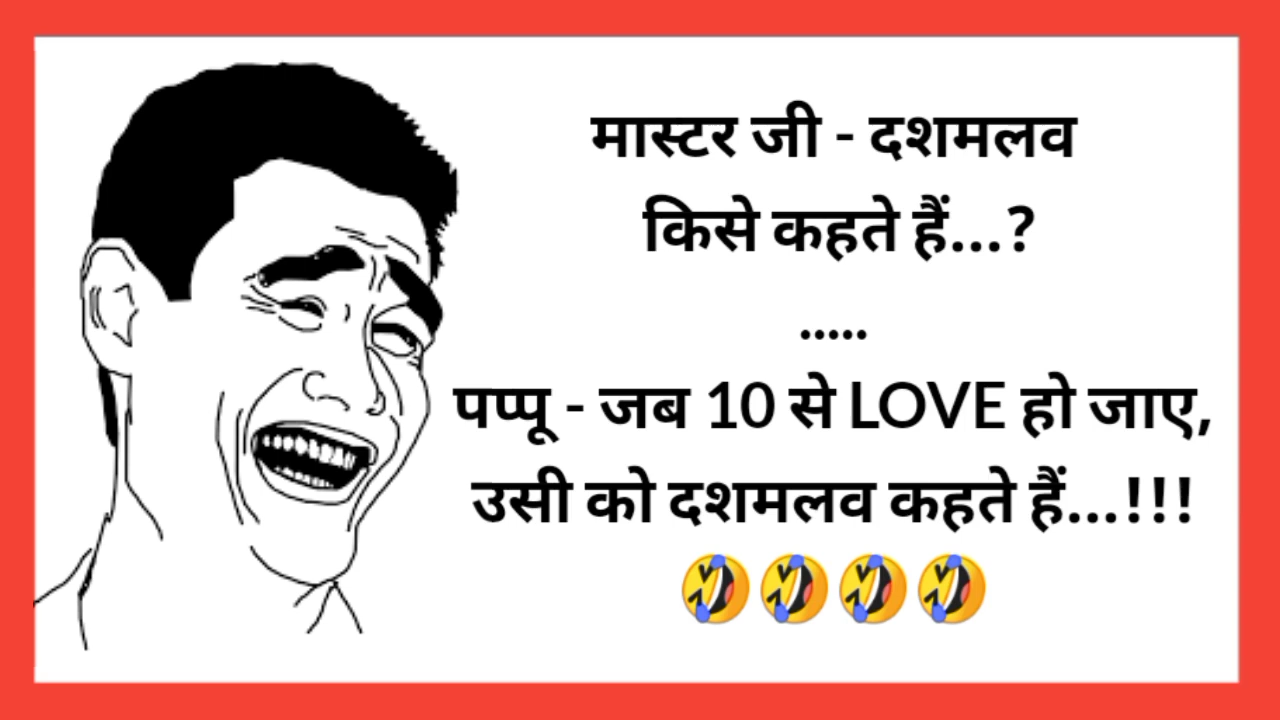 मास्टर जी - दशमलव
किसे कहते हैं...?
.....
पप्पू - जब 10 से LOVE हो जाए,
उसी को दशमलव कहते हैं...!!!
🤣🤣🤣🤣